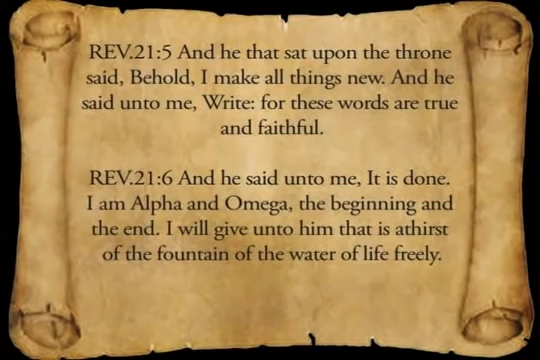 REV.21:5 And he that sat upon the throne
said, Behold, I make all things new. And he
said unto me, Write: for these words are true
and faithful.
REV.21:6 And he said unto me, It is done.
I am Alpha and Omega, the beginning and
the end. I will give unto him that is athirst
of the fountain of the water of life freely.